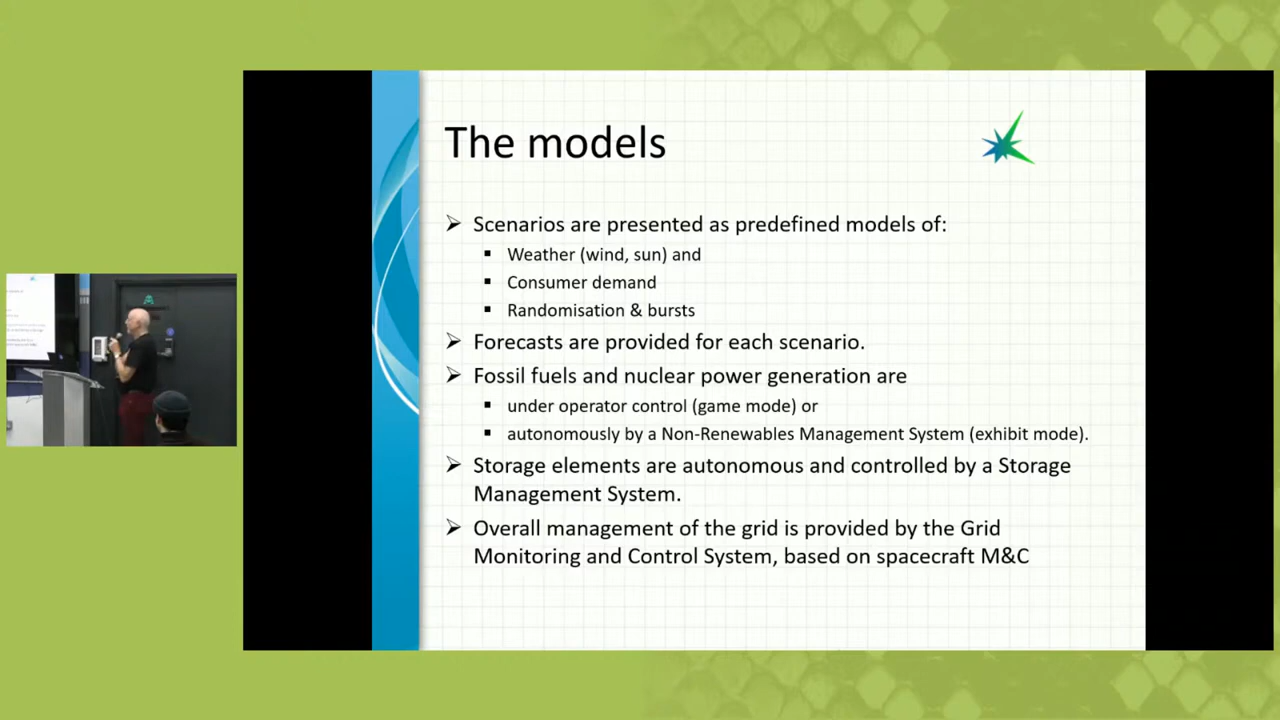 The models
Scenarios are presented as predefined models of:
Weather (wind, sun) and
Consumer demand
Randomisation & bursts
Forecasts are provided for each scenario.
Fossil fuels and nuclear power generation are
under operator control (game mode) or
autonomously by a Non-Renewables Management System (exhibit mode).
Storage elements are autonomous and controlled by a Storage
Management System.
Overall management of the grid is provided by the Grid
Monitoring and Control System, based on spacecraft M&C